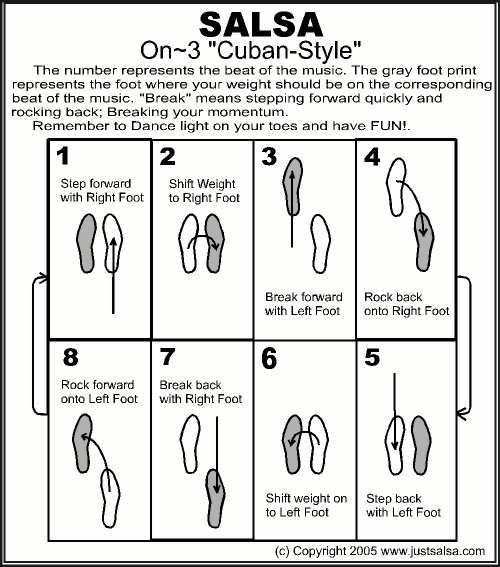 SALSA
On~3 "Cuban-Style"
The number represents the beat of the music. The gray foot print
represents the foot where your weight should be on the corresponding
beat of the music. "Break" means stepping forward quickly and
rocking back; Breaking your momentum.
Remember to Dance light on your toes and have FUN!.
1
Step forward
with Right Foot
2
Shift Weight
to Right Foot
3
Break forward
with Left Foot
4
Rock back
onto Right Foot
8
Rock forward
onto Left Foot
7
Break back
with Right Foot
6
Shift weight on
to Left Foot
5
Step back
with Left Foot
(c) Copyright 2005 www.justsalsa.com